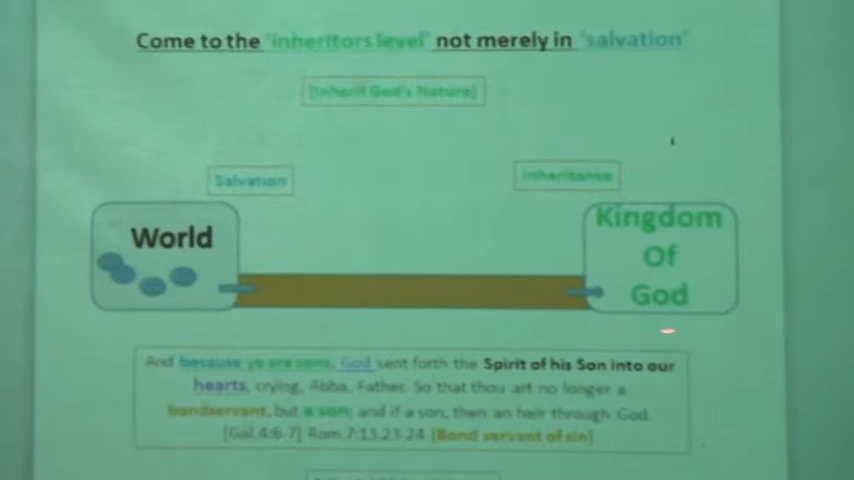 Come to the 'inheritors level' not merely in 'salvation'
[Inherit God's Nature]
Salvation
Inheritance
World
Kingdom
Of
God
And because ye are sons, God sent forth the Spirit of his Son into our
hearts, crying, Abba, Father. So that thou art no longer a
bondservant, but a son; and if a son, then an heir through God.
[Gal.4:6-7] Rom.7:13,23-24 [Bond servant of sin]